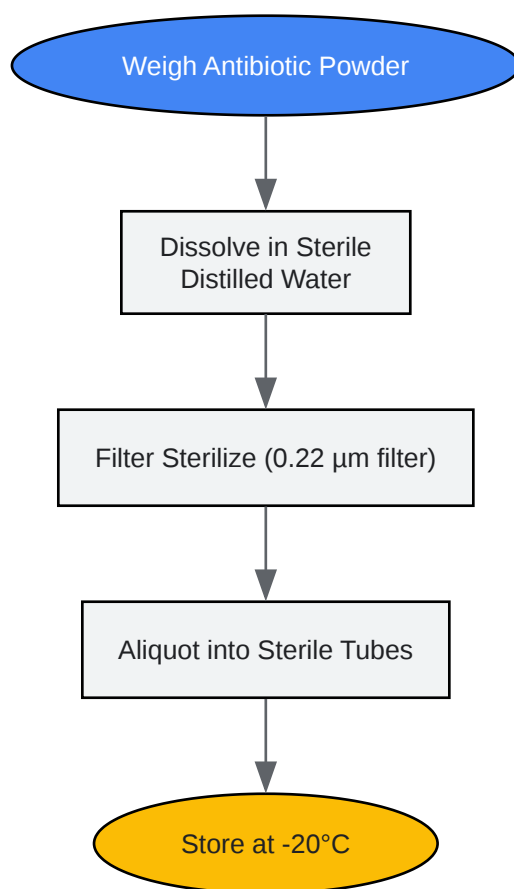 Weigh Antibiotic Powder
Dissolve in Sterile
Distilled Water
Filter Sterilize (0.22 µm filter)
Aliquot into Sterile Tubes
Store at -20°C